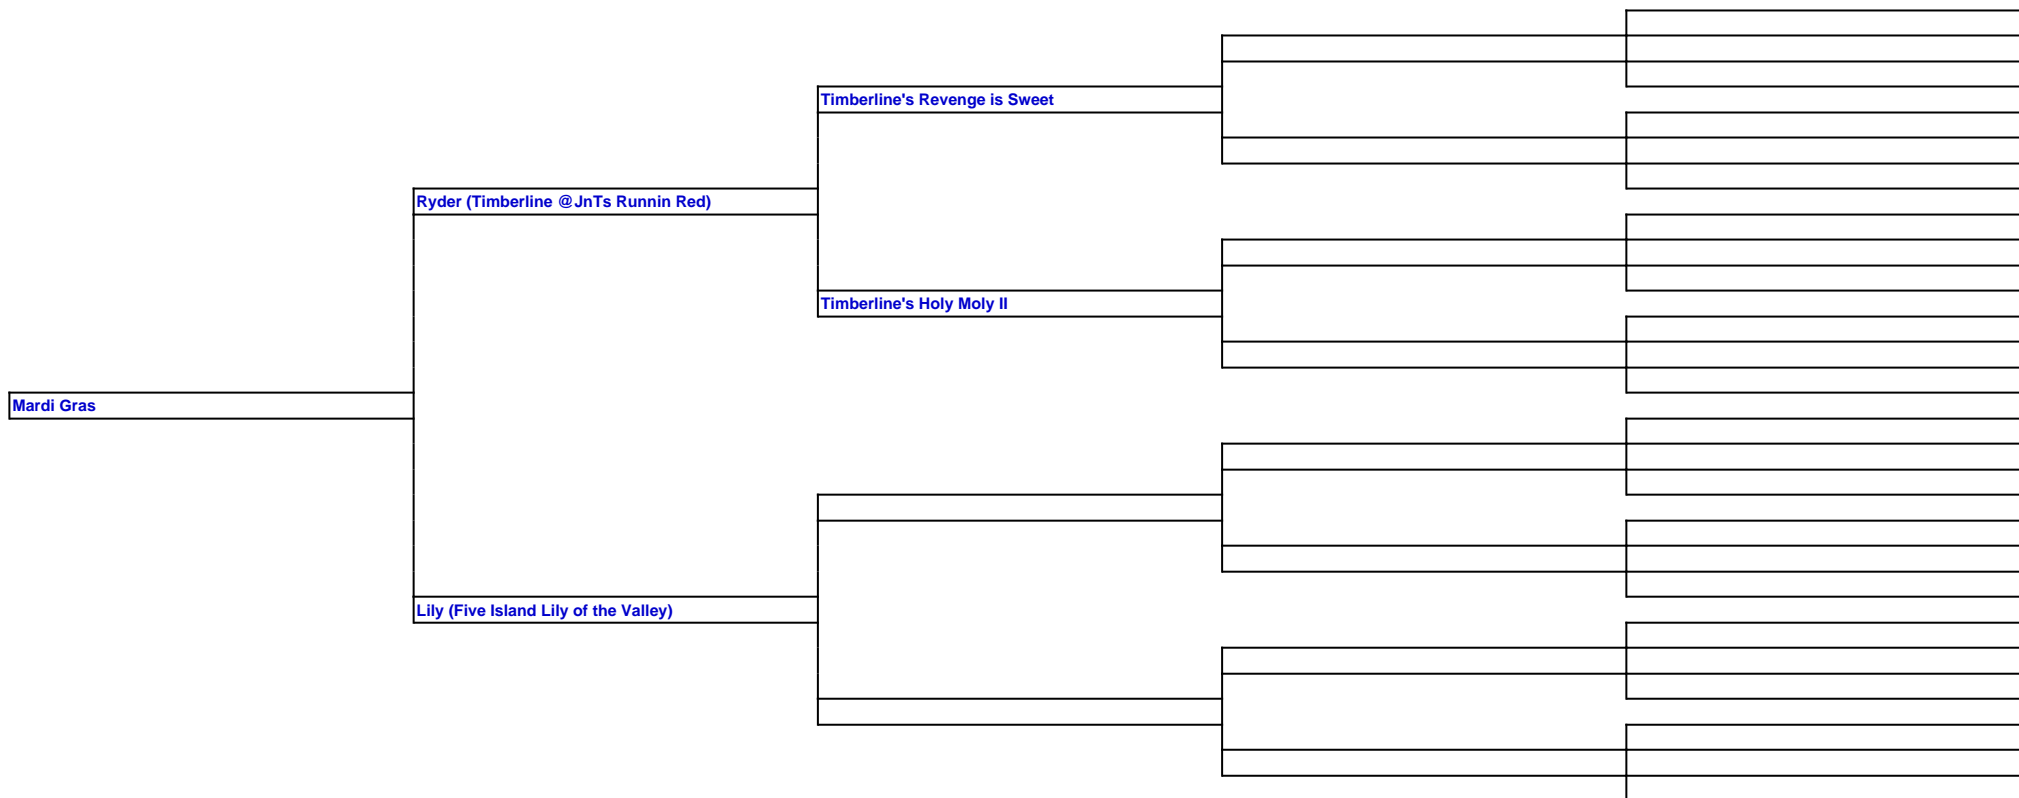 Timberline's Revenge is Sweet
Ryder (Timberline @JnTs Runnin Red)
Timberline's Holy Moly II
Mardi Gras
Lily (Five Island Lily of the Valley)